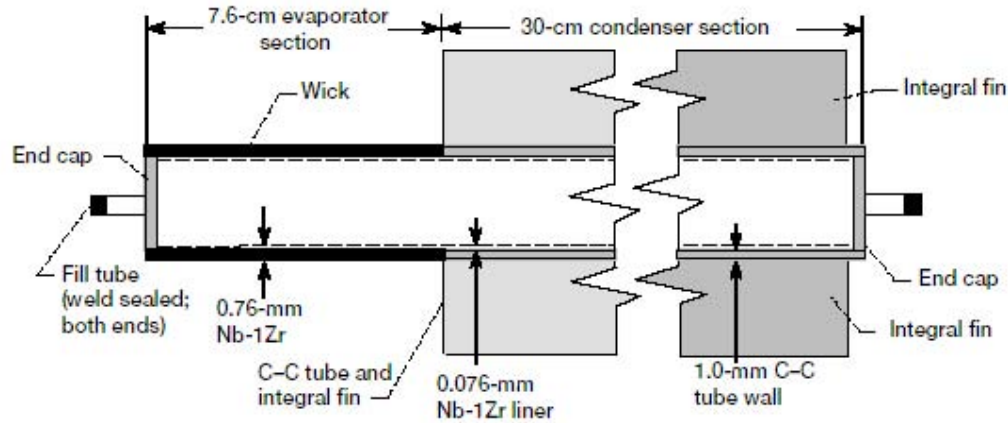 7.6-cm evaporator
section
30-cm condenser section
Wick
Integral fin
End cap
Fill tube
(weld sealed;
both ends)
0.76-mm
Nb-1Zr
C–C tube and
integral fin
0.076-mm
Nb-1Zr liner
1.0-mm C–C
tube wall
End cap
Integral fin